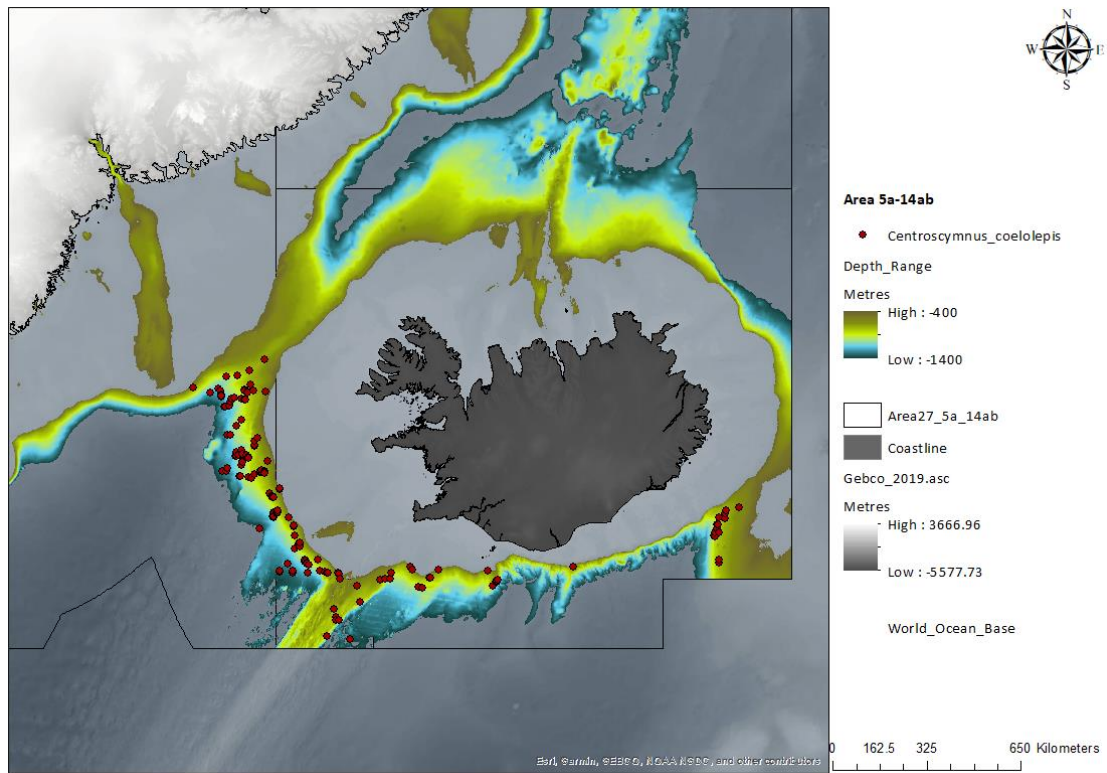 N
W E
S
Area 5a-14ab
Centroscymnus_coelolepis
Depth_Range
Metres
High : -400
Low : -1400
Area27_5a_14ab
Coastline
Gebco_2019.asc
Metres
High : 3666.96
Low : -5577.73
World_Ocean_Base
0 162.5 325 650 Kilometers
Esri, Garmin, GEBCO, NOAA NGDC, and other contributors